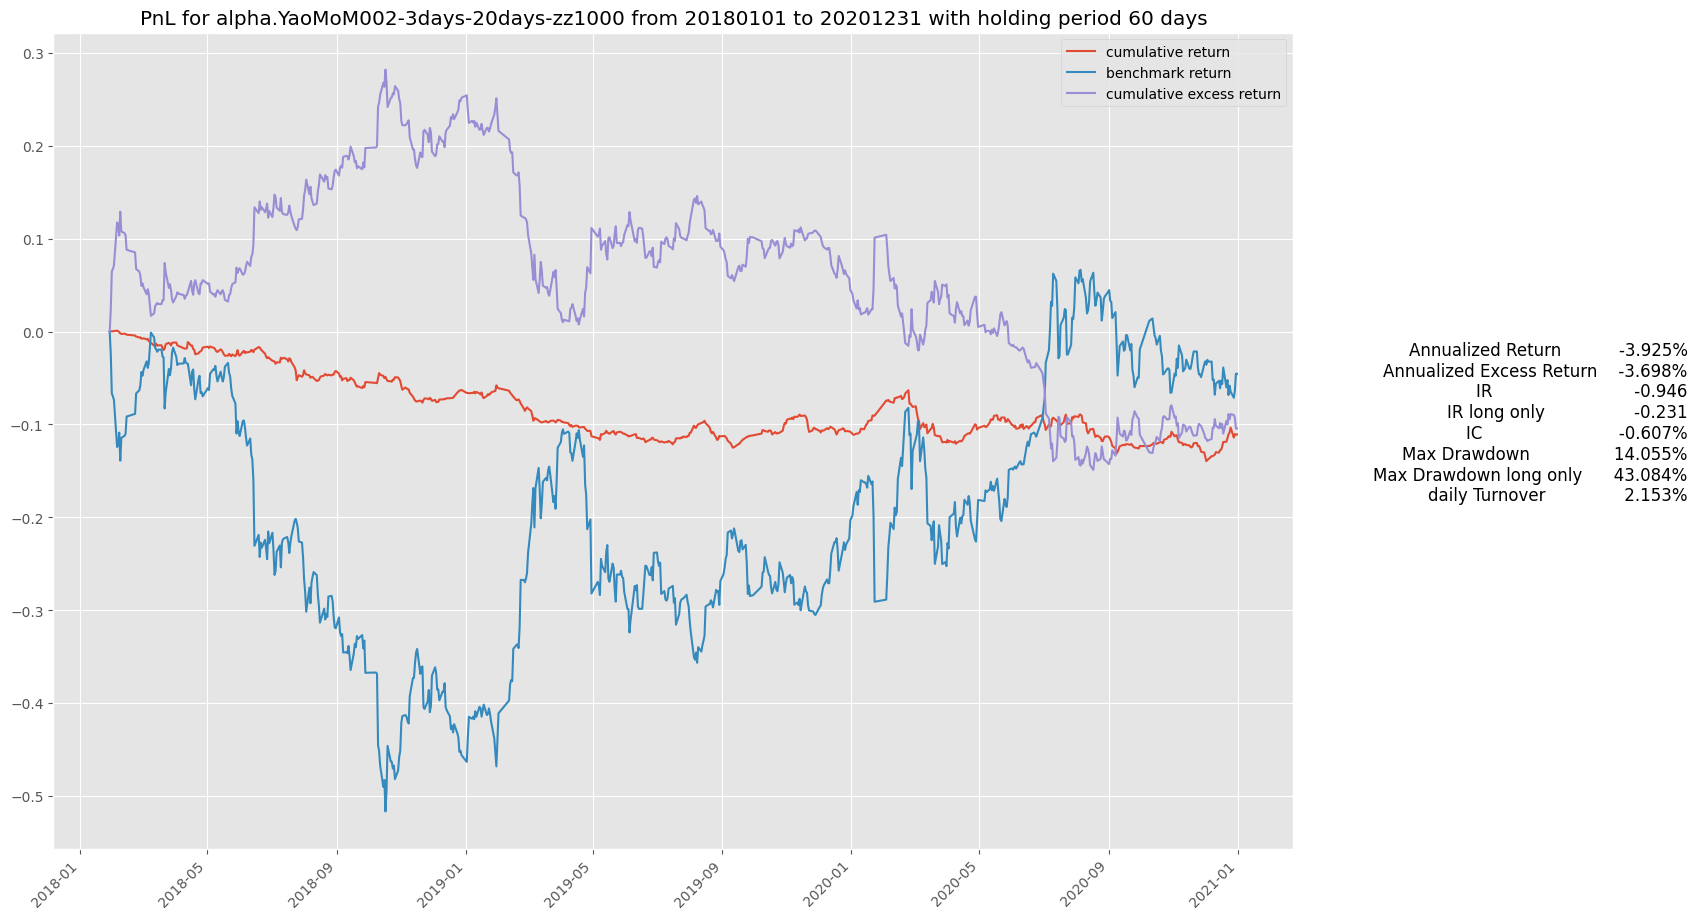 PnL for alpha.YaoMoM002-3days-20days-zz1000 from 20180101 to 20201231 with holding period 60 days
cumulative return
benchmark return
cumulative excess return
0.3
0.2
0.1
0.0
−0.1
−0.2
−0.3
−0.4
−0.5
2018-01
2018-05
2018-09
2019-01
2019-05
2019-09
2020-01
2020-05
2020-09
2021-01
Annualized Return -3.925%
Annualized Excess Return -3.698%
IR -0.946
IR long only -0.231
IC -0.607%
Max Drawdown 14.055%
Max Drawdown long only 43.084%
daily Turnover 2.153%